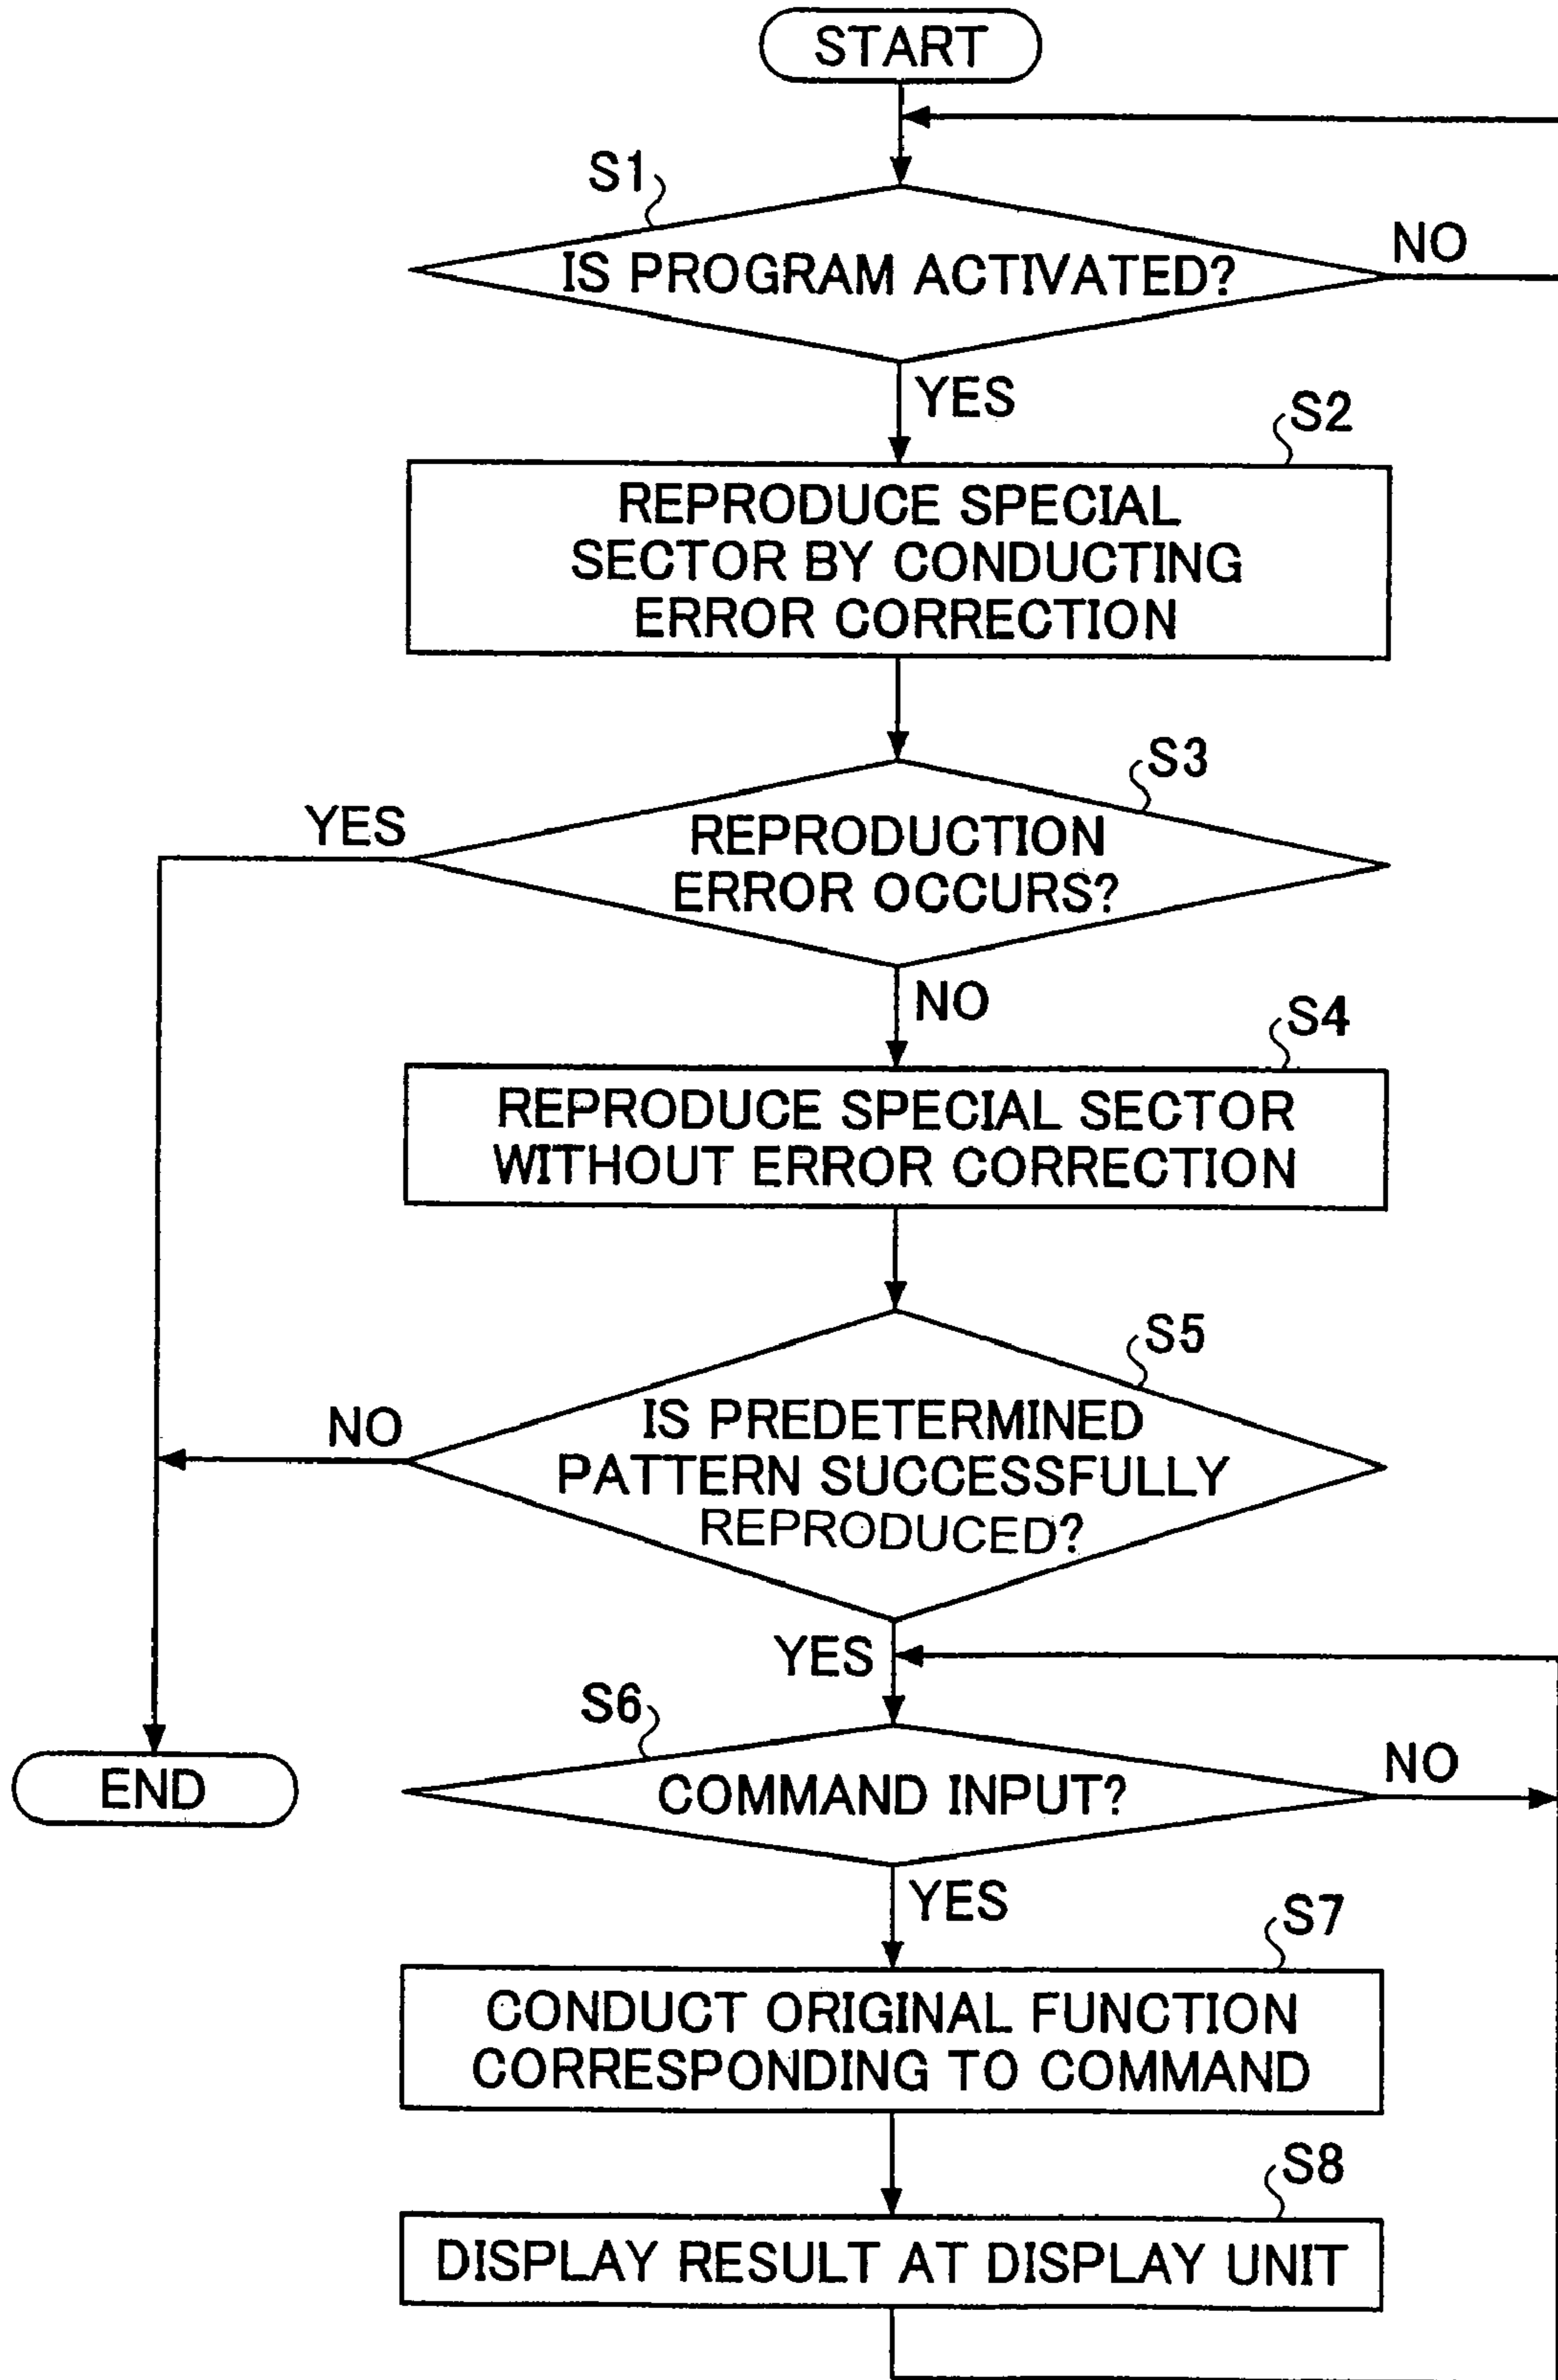 START
S1
IS PROGRAM ACTIVATED?
NO
YES
S2
REPRODUCE SPECIAL
SECTOR BY CONDUCTING
ERROR CORRECTION
S3
YES
REPRODUCTION
ERROR OCCURS?
NO
S4
REPRODUCE SPECIAL SECTOR
WITHOUT ERROR CORRECTION
S5
NO
IS PREDETERMINED
PATTERN SUCCESSFULLY
REPRODUCED?
YES
S6
END
COMMAND INPUT?
NO
YES
S7
CONDUCT ORIGINAL FUNCTION
CORRESPONDING TO COMMAND
S8
DISPLAY RESULT AT DISPLAY UNIT